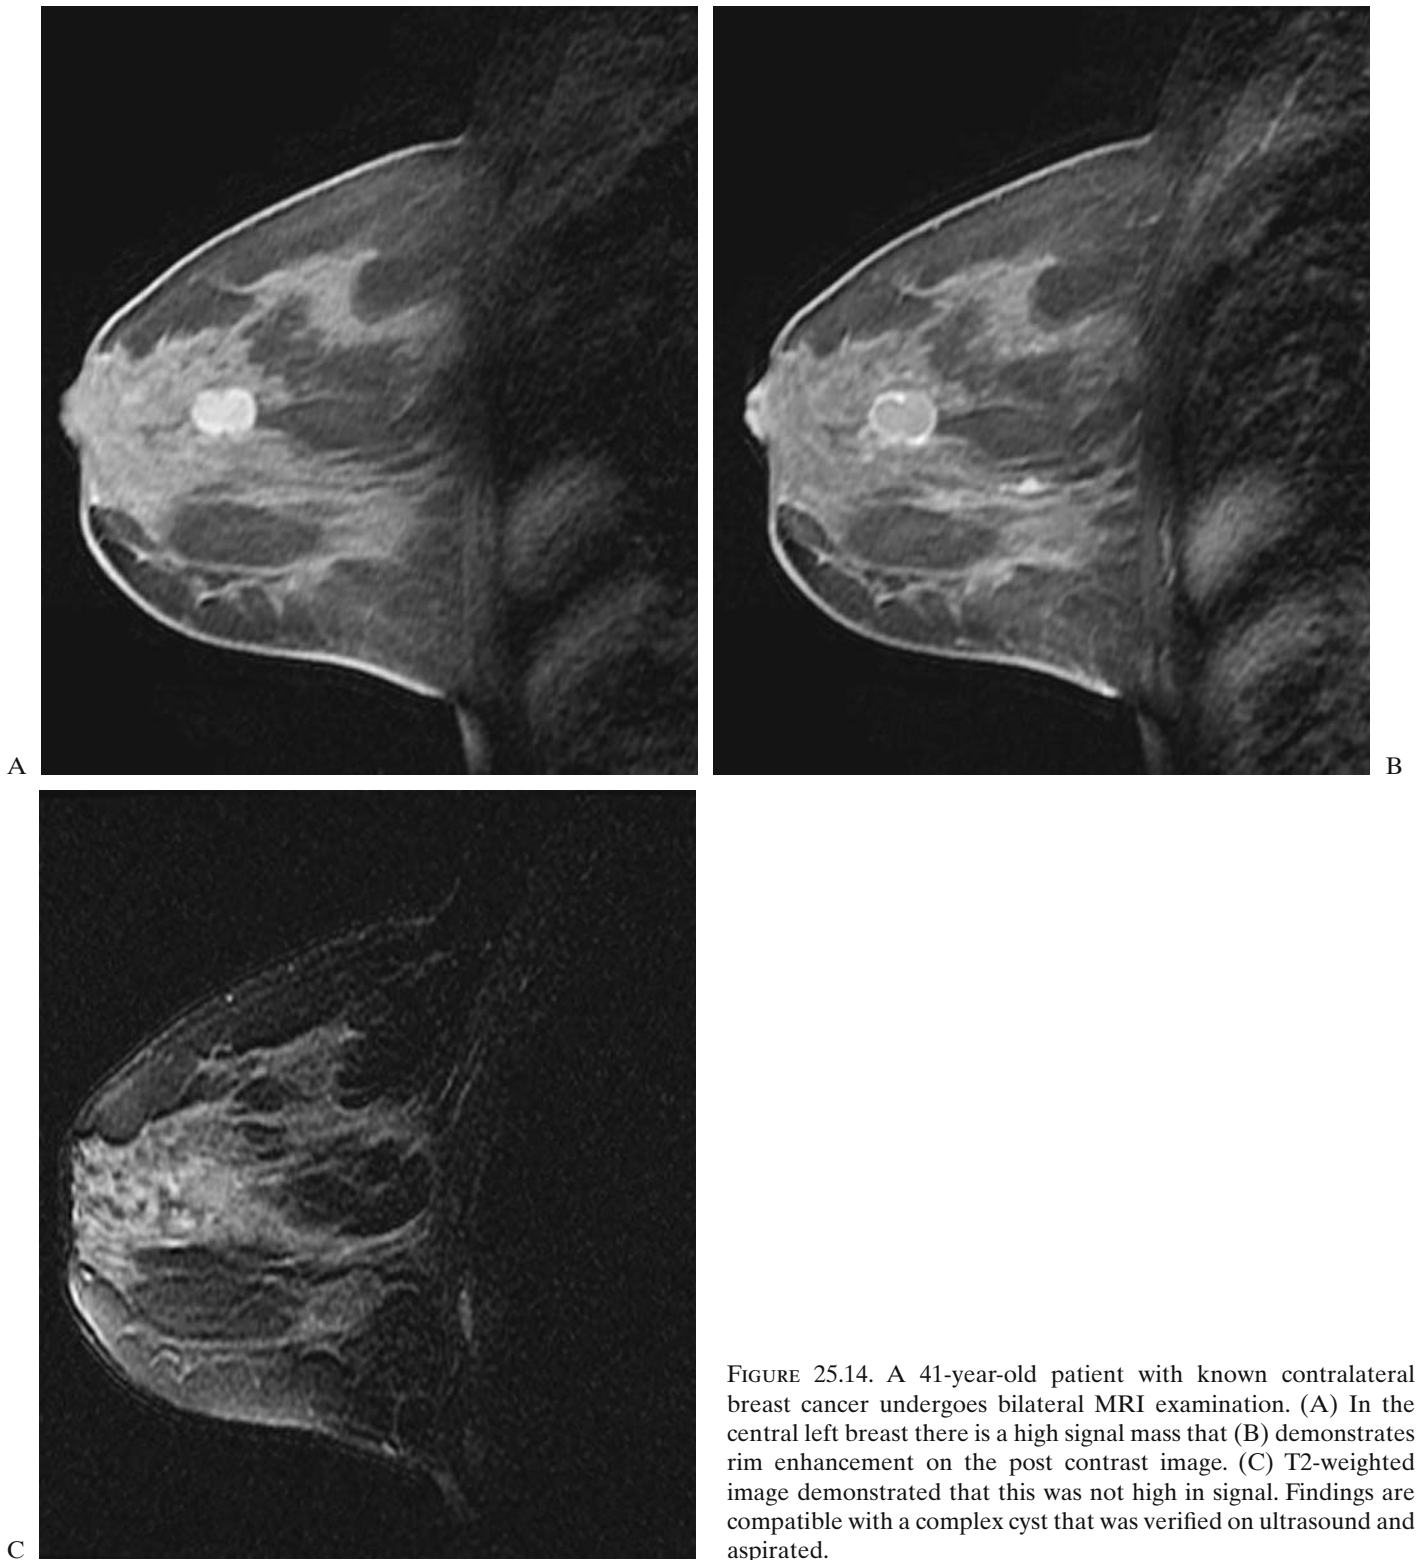 A
B
C
FIGURE 25.14. A 41-year-old patient with known contralateral
breast cancer undergoes bilateral MRI examination. (A) In the
central left breast there is a high signal mass that (B) demonstrates
rim enhancement on the post contrast image. (C) T2-weighted
image demonstrated that this was not high in signal. Findings are
compatible with a complex cyst that was verified on ultrasound and
aspirated.